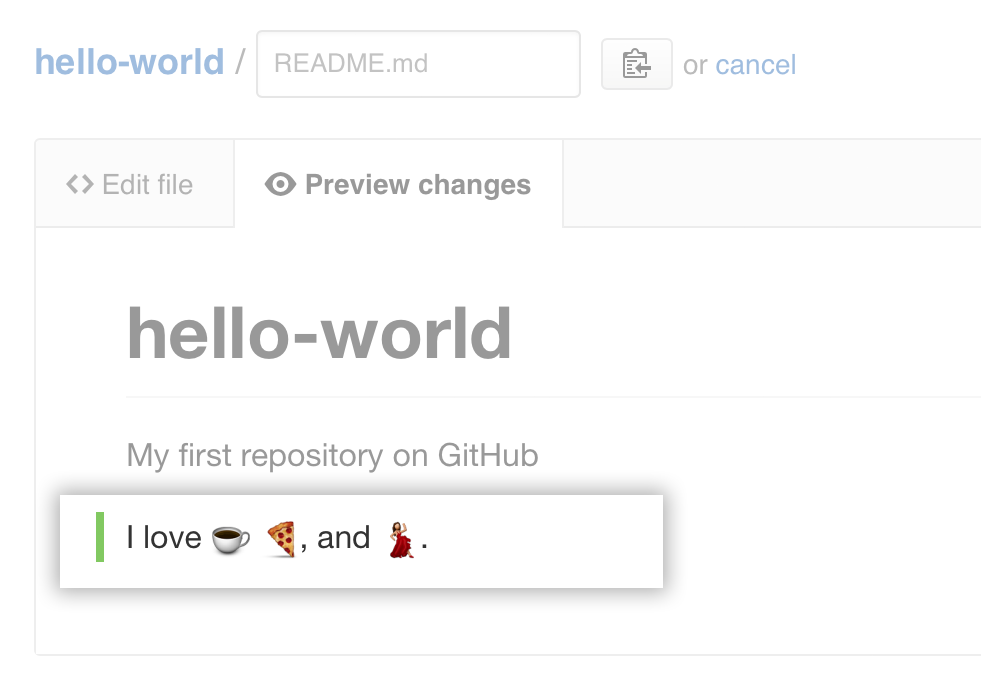 hello-world / README.md or cancel
Edit file Preview changes
hello-world
My first repository on GitHub
I love ☕ 🍕, and 💃.